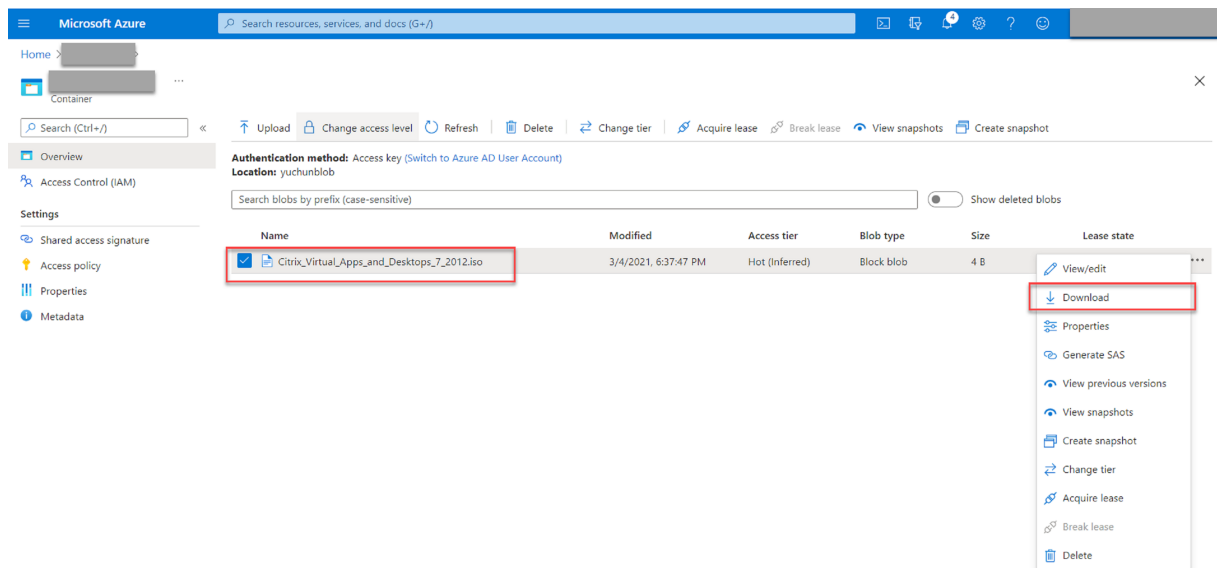 Microsoft Azure
Search resources, services, and docs (G+/)
4
Home >
Container
Search (Ctrl+/)
Overview
Access Control (IAM)
Settings
Shared access signature
Access policy
Properties
Metadata
Upload Change access level Refresh Delete Change tier Acquire lease Break lease View snapshots Create snapshot
Authentication method: Access key (Switch to Azure AD User Account)
Location: yuchunblob
Search blobs by prefix (case-sensitive) Show deleted blobs
Name Modified Access tier Blob type Size Lease state
Citrix_Virtual_Apps_and_Desktops_7_2012.iso 3/4/2021, 6:37:47 PM Hot (Inferred) Block blob 4 B
View/edit
Download
Properties
Generate SAS
View previous versions
View snapshots
Create snapshot
Change tier
Acquire lease
Break lease
Delete